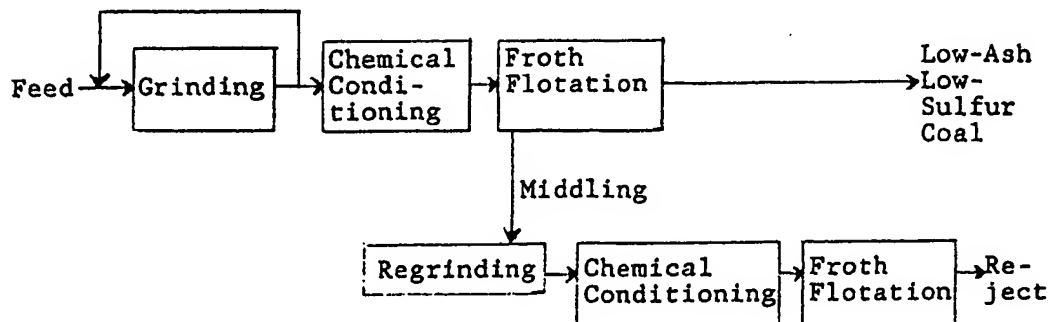 Feed
Grinding
Chemical
Condi-
tioning
Froth
Flotation
Low-Ash
Low-
Sulfur
Coal
Middling
Regrinding
Chemical
Conditioning
Froth
Flotation
Re-
ject